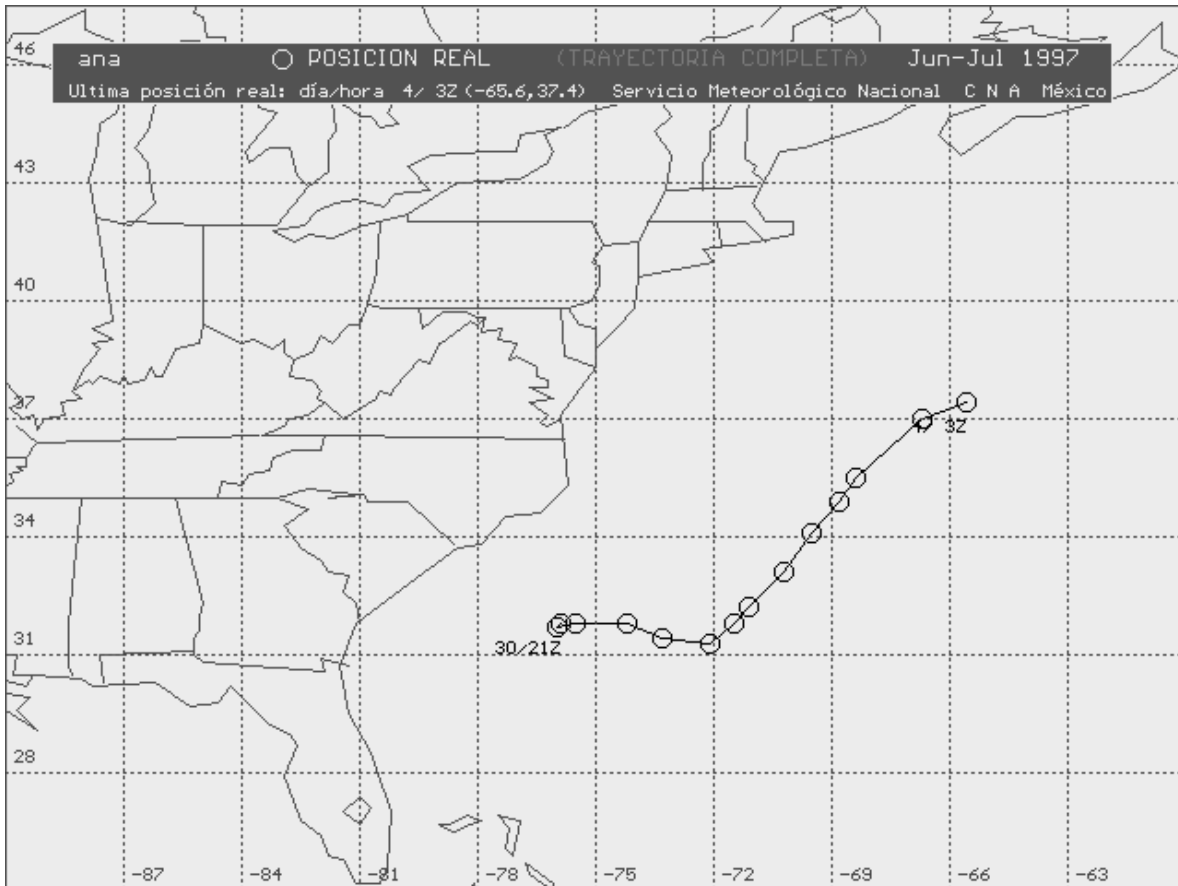 46
ana POSICION REAL (TRAYECTORIA COMPLETA) Jun-Jul 1997
Ultima posición real: día/hora 4/ 3Z (-65.6,37.4) Servicio Meteorológico Nacional C N A México
43
40
37
4/ 3Z
34
31
30/21Z
28
-87 -84 -81 -78 -75 -72 -69 -66 -63